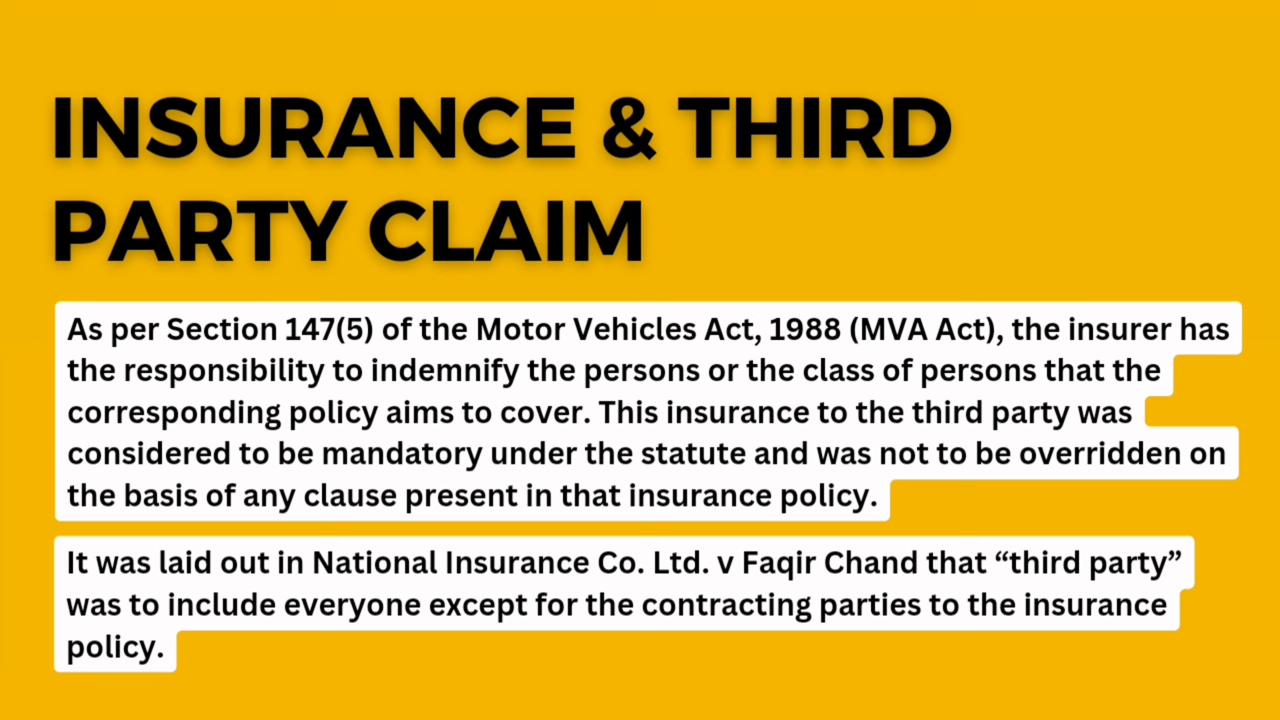 INSURANCE & THIRD
PARTY CLAIM
As per Section 147(5) of the Motor Vehicles Act, 1988 (MVA Act), the insurer has
the responsibility to indemnify the persons or the class of persons that the
corresponding policy aims to cover. This insurance to the third party was
considered to be mandatory under the statute and was not to be overridden on
the basis of any clause present in that insurance policy.
It was laid out in National Insurance Co. Ltd. v Faqir Chand that “third party”
was to include everyone except for the contracting parties to the insurance
policy.